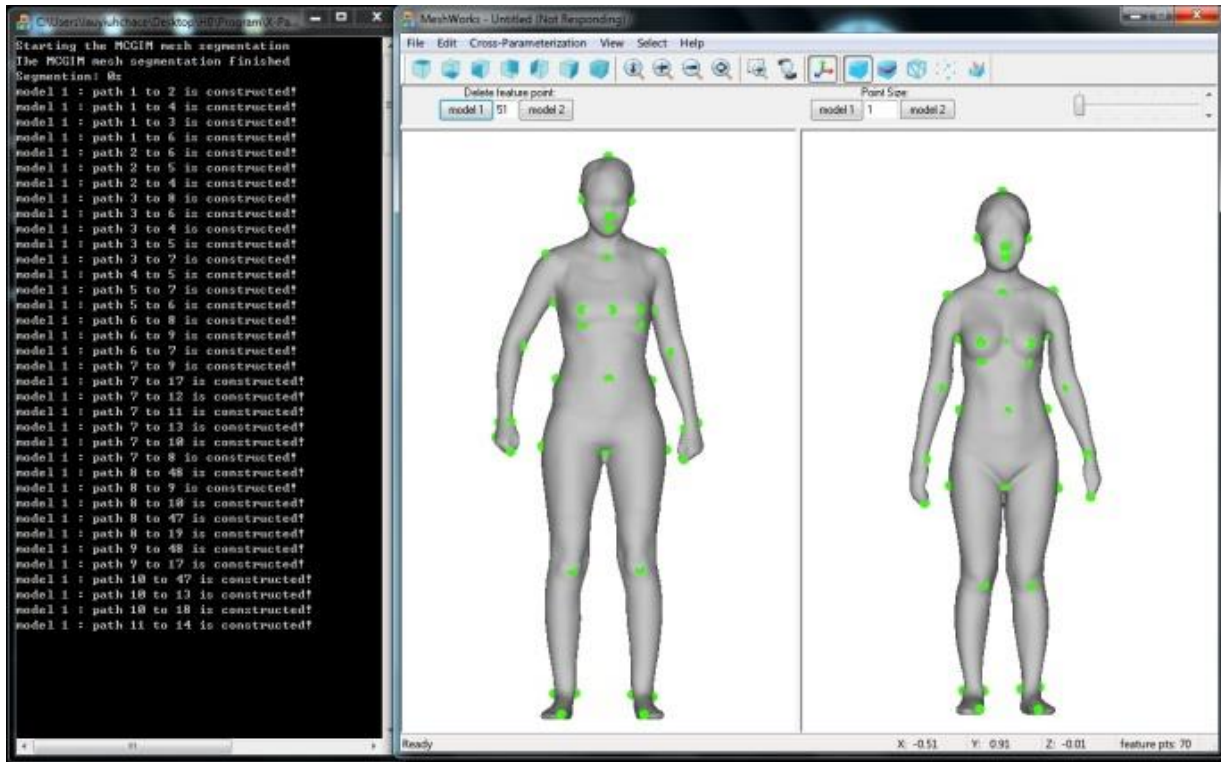 C:\Users\lauyiuhchace\Desktop\HB\Program\X-Pa...
Starting the MCGIM mesh segmentation
The MCGIM mesh segmentation finished
Segmention: 0s
model 1 : path 1 to 2 is constructed!
model 1 : path 1 to 4 is constructed!
model 1 : path 1 to 3 is constructed!
model 1 : path 1 to 6 is constructed!
model 1 : path 2 to 6 is constructed!
model 1 : path 2 to 5 is constructed!
model 1 : path 2 to 4 is constructed!
model 1 : path 3 to 8 is constructed!
model 1 : path 3 to 6 is constructed!
model 1 : path 3 to 4 is constructed!
model 1 : path 3 to 5 is constructed!
model 1 : path 3 to 7 is constructed!
model 1 : path 4 to 5 is constructed!
model 1 : path 5 to 7 is constructed!
model 1 : path 5 to 6 is constructed!
model 1 : path 6 to 8 is constructed!
model 1 : path 6 to 9 is constructed!
model 1 : path 6 to 7 is constructed!
model 1 : path 7 to 9 is constructed!
model 1 : path 7 to 17 is constructed!
model 1 : path 7 to 12 is constructed!
model 1 : path 7 to 11 is constructed!
model 1 : path 7 to 13 is constructed!
model 1 : path 7 to 10 is constructed!
model 1 : path 7 to 8 is constructed!
model 1 : path 8 to 48 is constructed!
model 1 : path 8 to 9 is constructed!
model 1 : path 8 to 10 is constructed!
model 1 : path 8 to 47 is constructed!
model 1 : path 8 to 19 is constructed!
model 1 : path 9 to 48 is constructed!
model 1 : path 9 to 17 is constructed!
model 1 : path 10 to 47 is constructed!
model 1 : path 10 to 13 is constructed!
model 1 : path 10 to 18 is constructed!
model 1 : path 11 to 14 is constructed!
MeshWorks - Untitled (Not Responding)
File Edit Cross-Parameterization View Select Help
Delete feature point: Point Size:
model 1 51 model 2 model 1 1 model 2
Ready X: -0.51 Y: 0.91 Z: -0.01 feature pts: 70